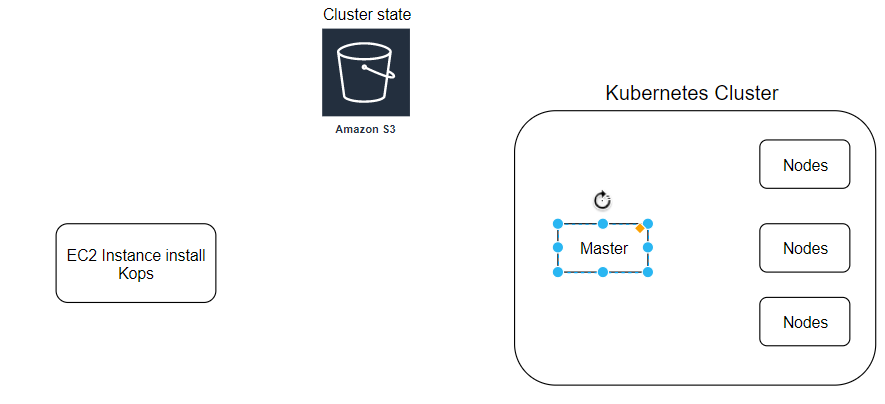 Cluster state
Amazon S3
Kubernetes Cluster
Nodes
EC2 Instance install
Kops
Master
Nodes
Nodes